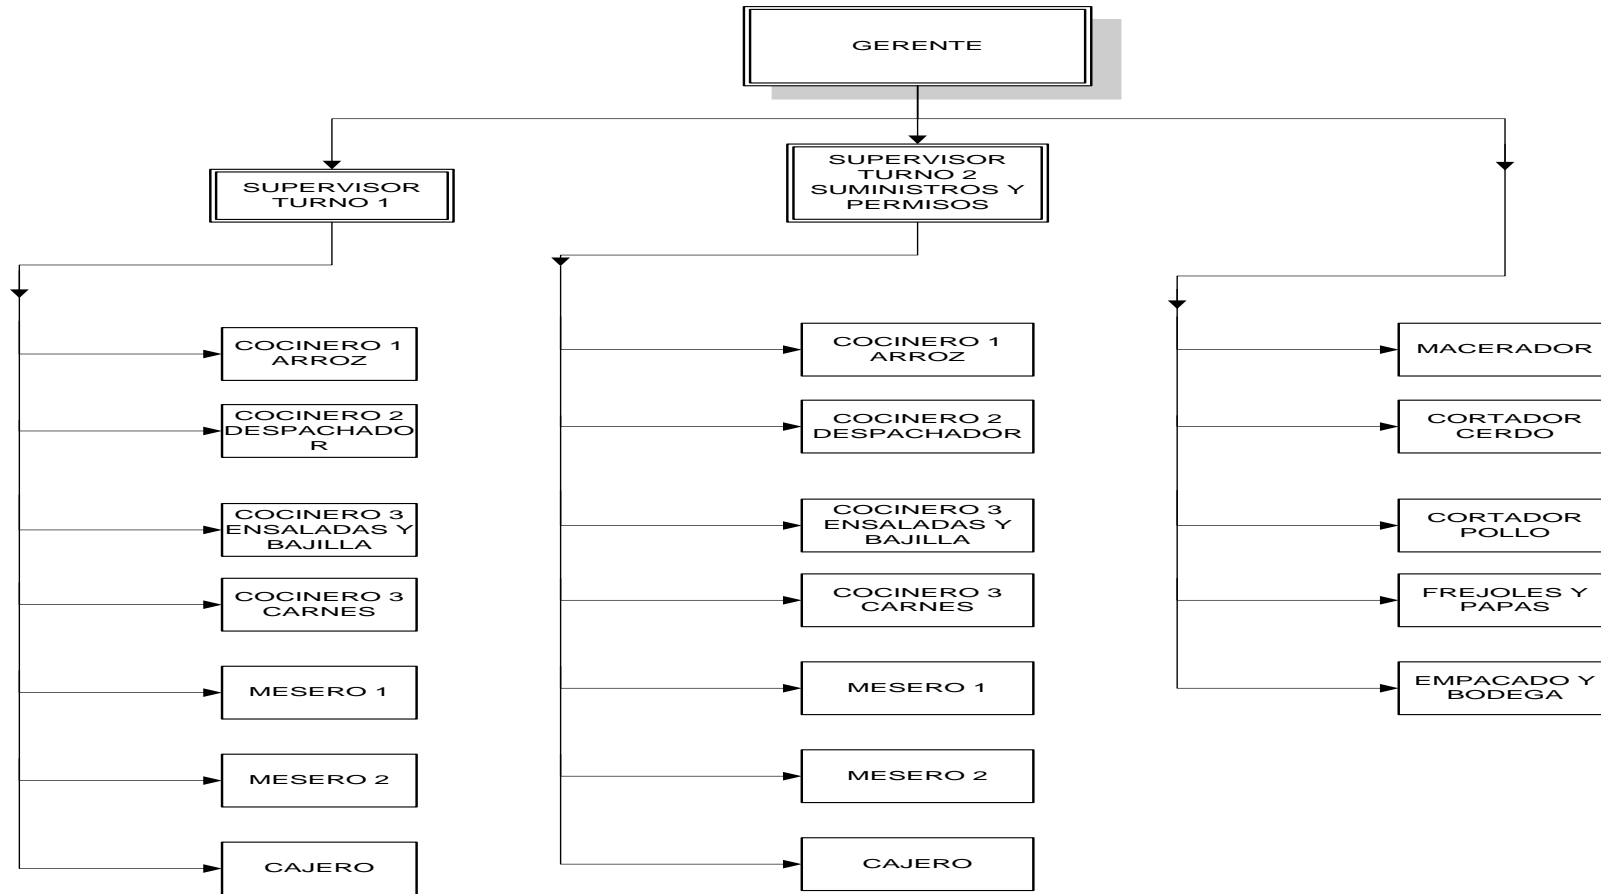 GERENTE
SUPERVISOR
TURNO 1
SUPERVISOR
TURNO 2
SUMINISTROS Y
PERMISOS
COCINERO 1
ARROZ
COCINERO 2
DESPACHADO
R
COCINERO 3
ENSALADAS Y
BAJILLA
COCINERO 3
CARNES
MESERO 1
MESERO 2
CAJERO
COCINERO 1
ARROZ
COCINERO 2
DESPACHADOR
COCINERO 3
ENSALADAS Y
BAJILLA
COCINERO 3
CARNES
MESERO 1
MESERO 2
CAJERO
MACERADOR
CORTADOR
CERDO
CORTADOR
POLLO
FREJOLES Y
PAPAS
EMPACADO Y
BODEGA